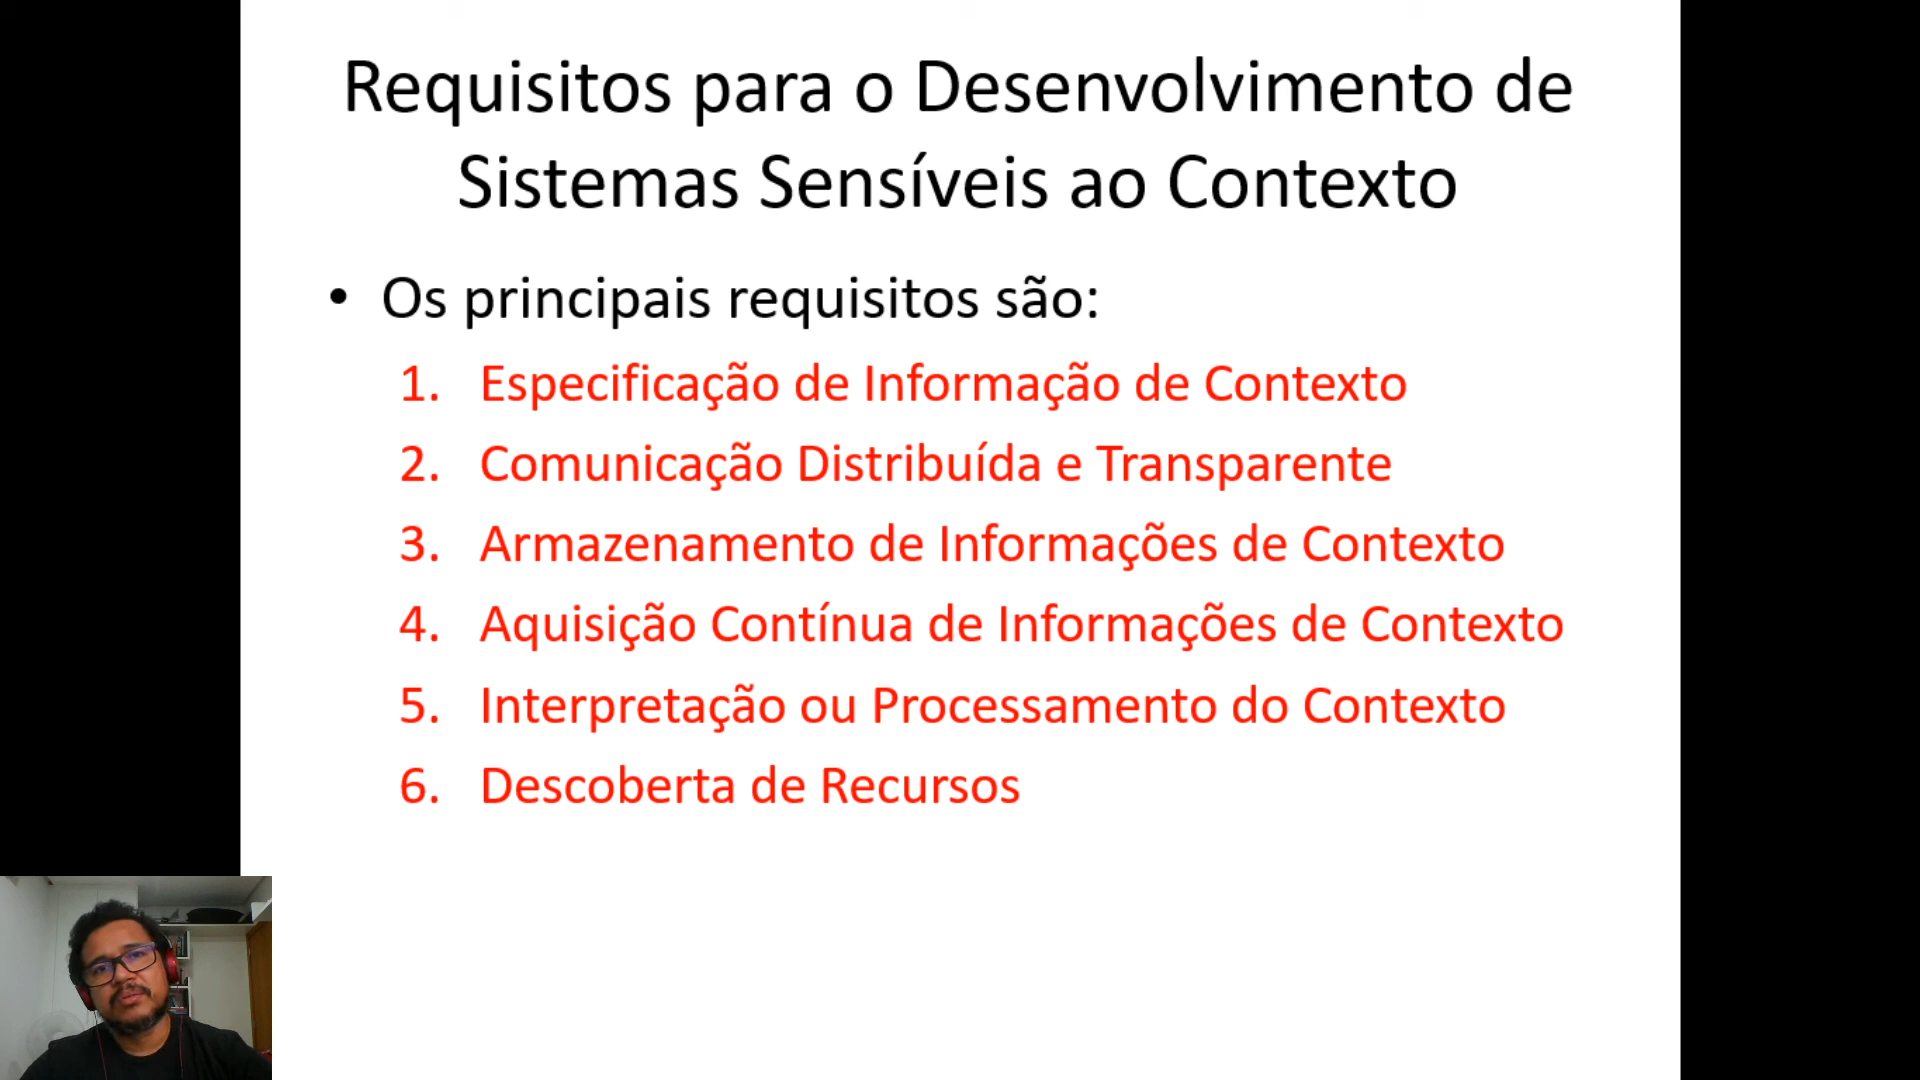 Requisitos para o Desenvolvimento de
Sistemas Sensíveis ao Contexto
• Os principais requisitos são:
1. Especificação de Informação de Contexto
2. Comunicação Distribuída e Transparente
3. Armazenamento de Informações de Contexto
4. Aquisição Contínua de Informações de Contexto
5. Interpretação ou Processamento do Contexto
6. Descoberta de Recursos